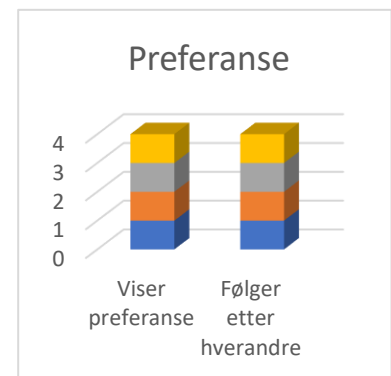 Preferanse
4
3
2
1
0
Viser
preferanse
Følger
etter
hverandre